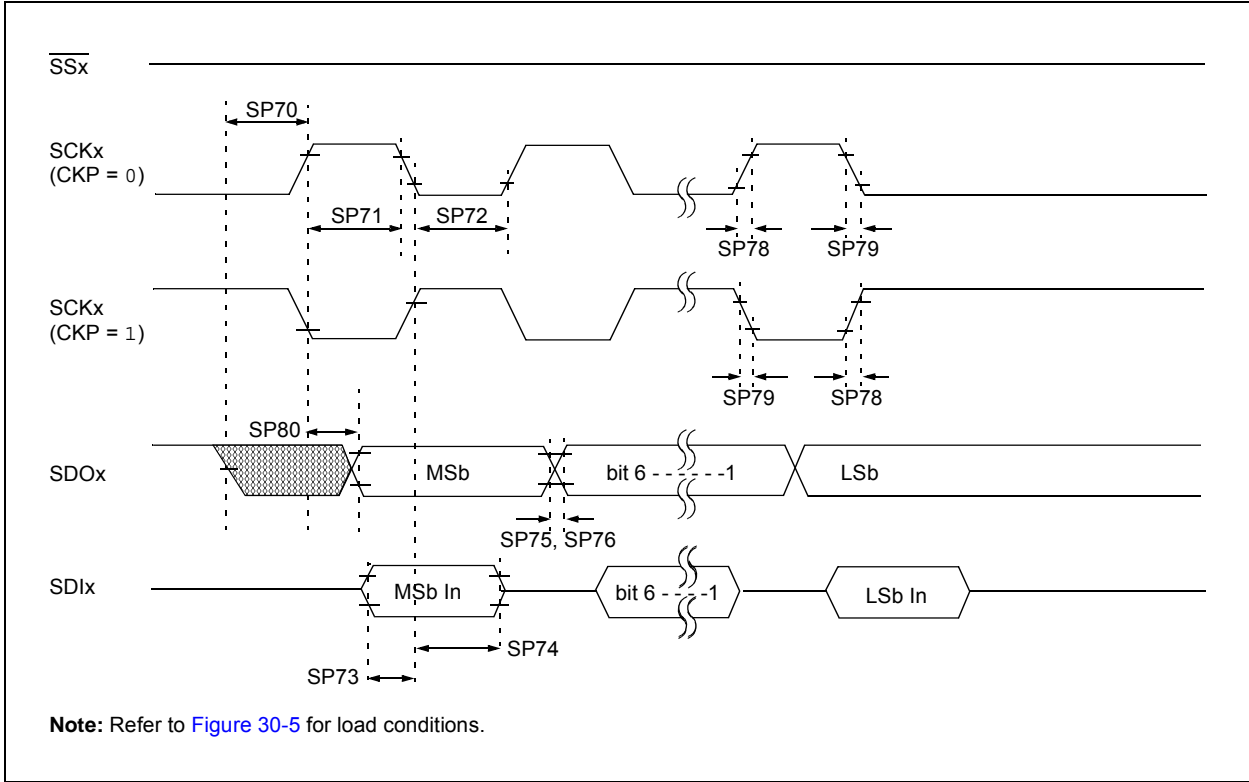 SSx
SP70
SCKx
(CKP = 0)
SP71
SP72
SP78
SP79
SCKx
(CKP = 1)
SP79
SP78
SP80
SDOx
MSb
bit 6 - - - - - -1
LSb
SP75, SP76
SDIx
MSb In
bit 6 - - - - -1
LSb In
SP74
SP73
Note: Refer to Figure 30-5 for load conditions.